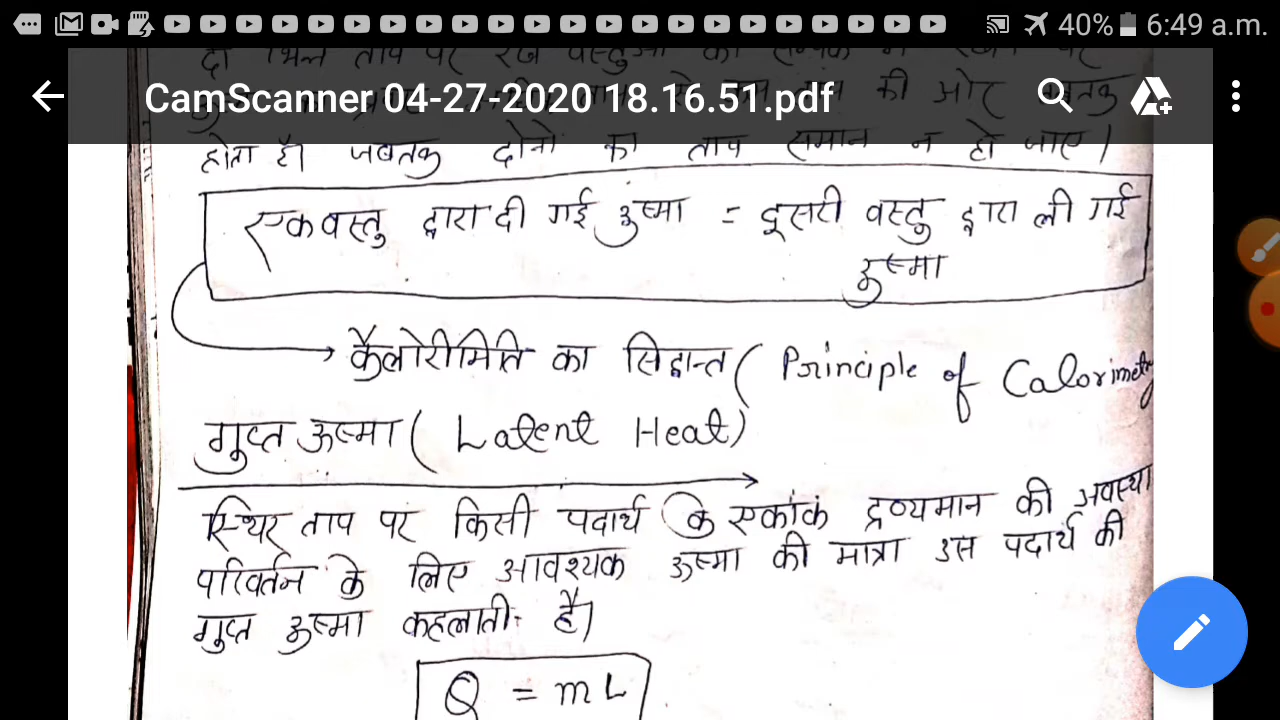 40% 6:49 a.m.
CamScanner 04-27-2020 18.16.51.pdf
होता है। जबतक दोनो का ताप समान न हो जाए।
एक वस्तु द्वारा दी गई ऊष्मा = दूसरी वस्तु द्वारा ली गई
ऊष्मा
कैलोरीमिति का सिद्धान्त ( Principle of Calorimetry
गुप्त ऊष्मा ( Latent Heat)
स्थिर ताप पर किसी पदार्थ के एकांकं द्रव्यमान की अवस्था
परिवर्तन के लिए आवश्यक ऊष्मा की मात्रा उस पदार्थ की
गुप्त ऊष्मा कहलाती है।
Q = mL